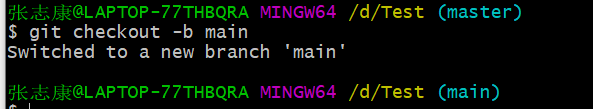 张志康@LAPTOP-77THBQRA MINGW64 /d/Test (master)
$ git checkout -b main
Switched to a new branch 'main'
张志康@LAPTOP-77THBQRA MINGW64 /d/Test (main)
$